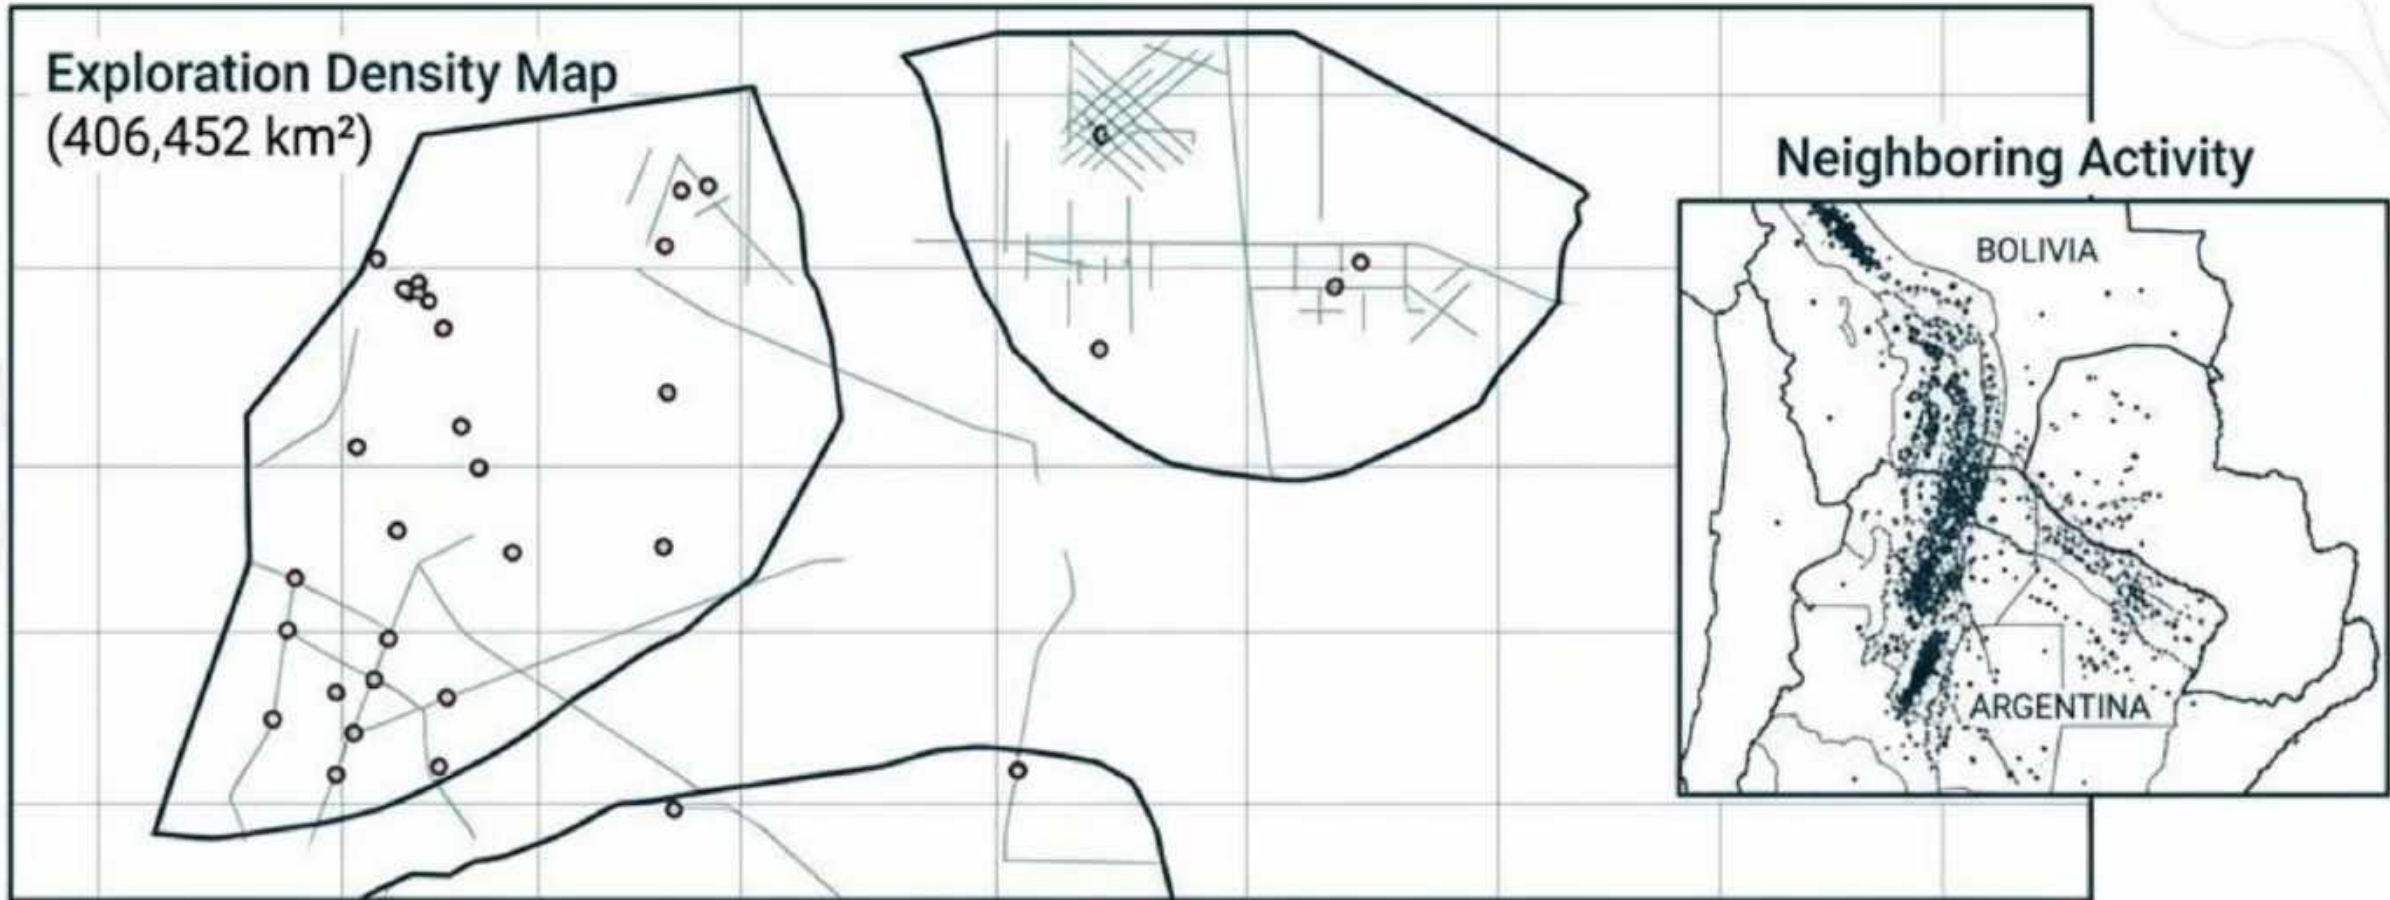 Exploration Density Map
(406,452 km²)
Neighboring Activity
BOLIVIA
ARGENTINA